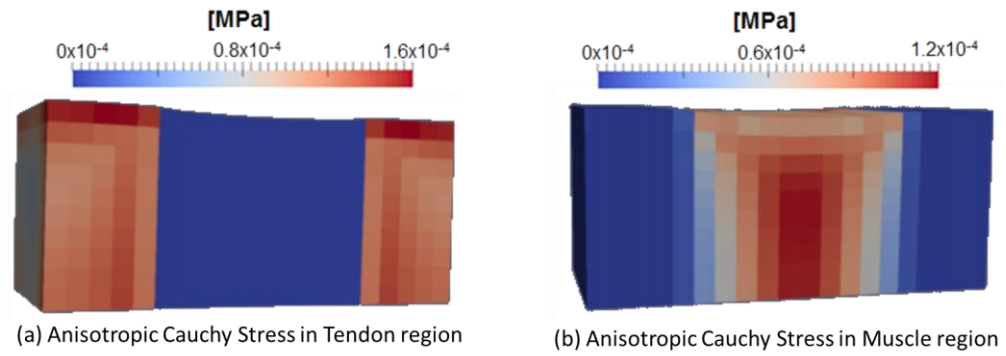 [MPa]
0x10-4 0.8x10-4 1.6x10-4
(a) Anisotropic Cauchy Stress in Tendon region
[MPa]
0x10-4 0.6x10-4 1.2x10-4
(b) Anisotropic Cauchy Stress in Muscle region